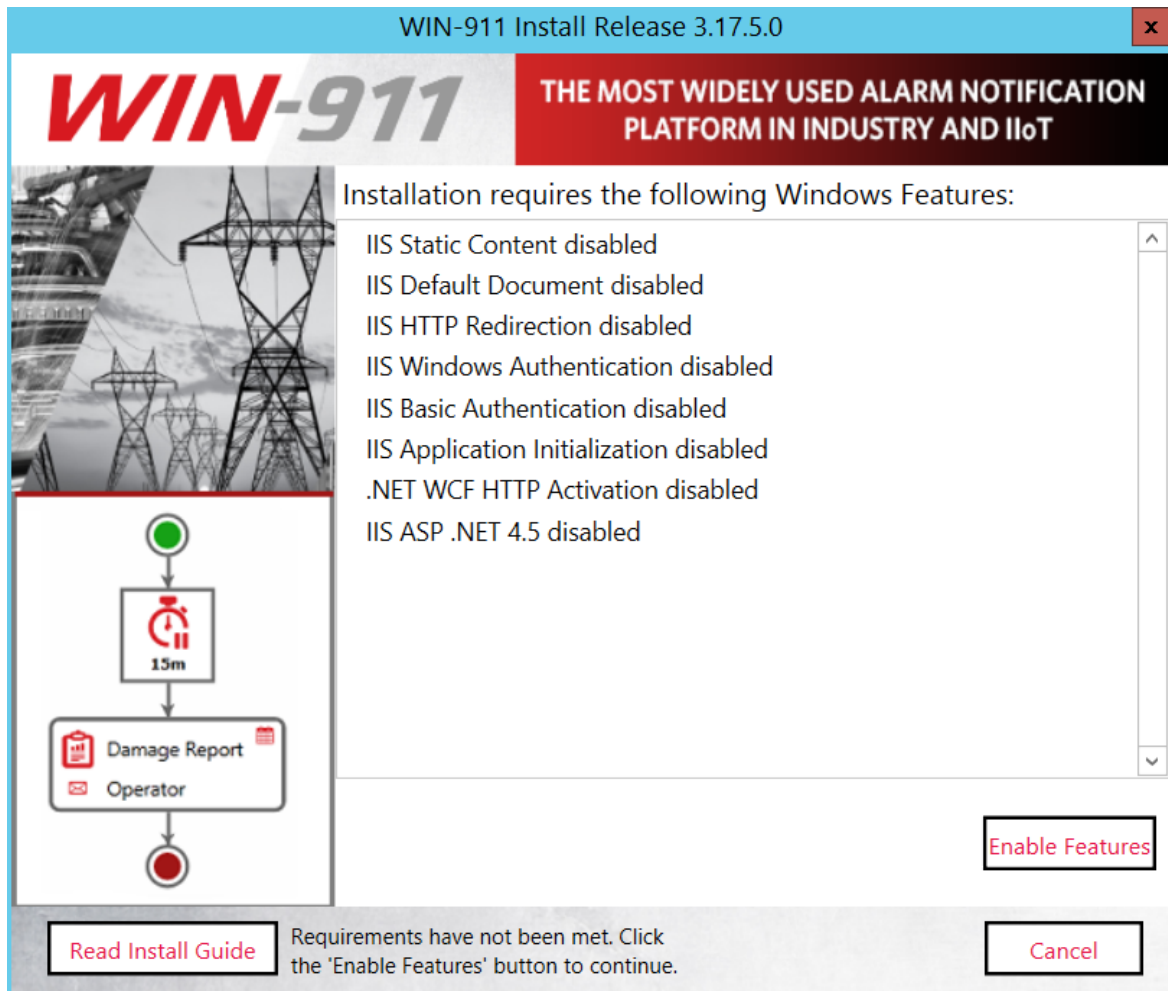 WIN-911 Install Release 3.17.5.0
x
WIN-911
THE MOST WIDELY USED ALARM NOTIFICATION
PLATFORM IN INDUSTRY AND IIoT
Installation requires the following Windows Features:
IIS Static Content disabled
IIS Default Document disabled
IIS HTTP Redirection disabled
IIS Windows Authentication disabled
IIS Basic Authentication disabled
IIS Application Initialization disabled
.NET WCF HTTP Activation disabled
IIS ASP .NET 4.5 disabled
15m
Damage Report
Operator
Enable Features
Read Install Guide
Requirements have not been met. Click
the 'Enable Features' button to continue.
Cancel